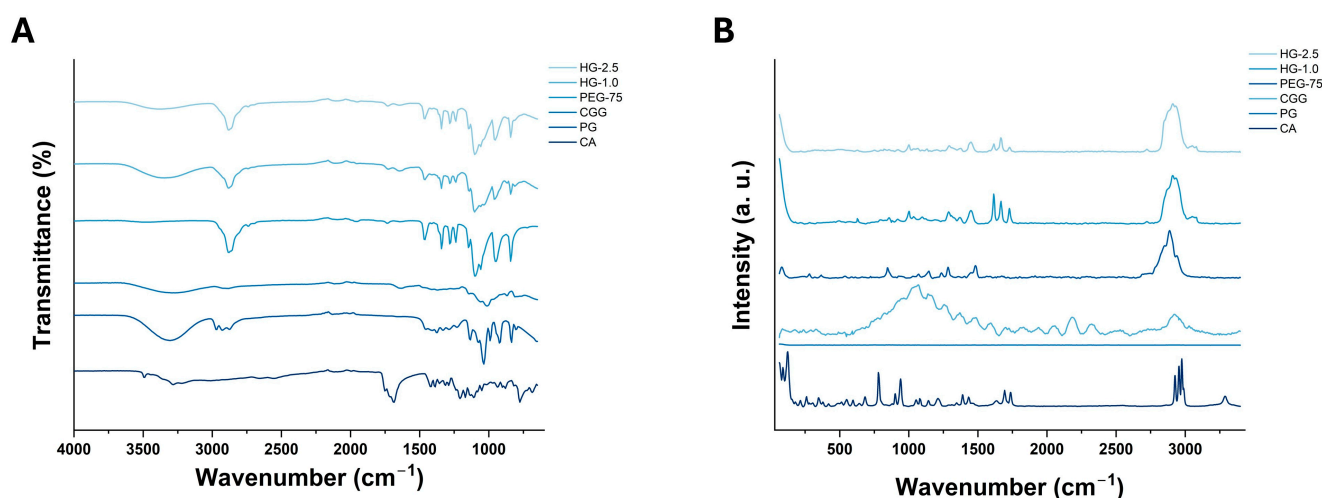 A
Transmittance (%)
HG-2.5
HG-1.0
PEG-75
CGG
PG
CA
4000 3500 3000 2500 2000 1500 1000
Wavenumber (cm⁻¹)
B
Intensity (a. u.)
HG-2.5
HG-1.0
PEG-75
CGG
PG
CA
500 1000 1500 2000 2500 3000
Wavenumber (cm⁻¹)